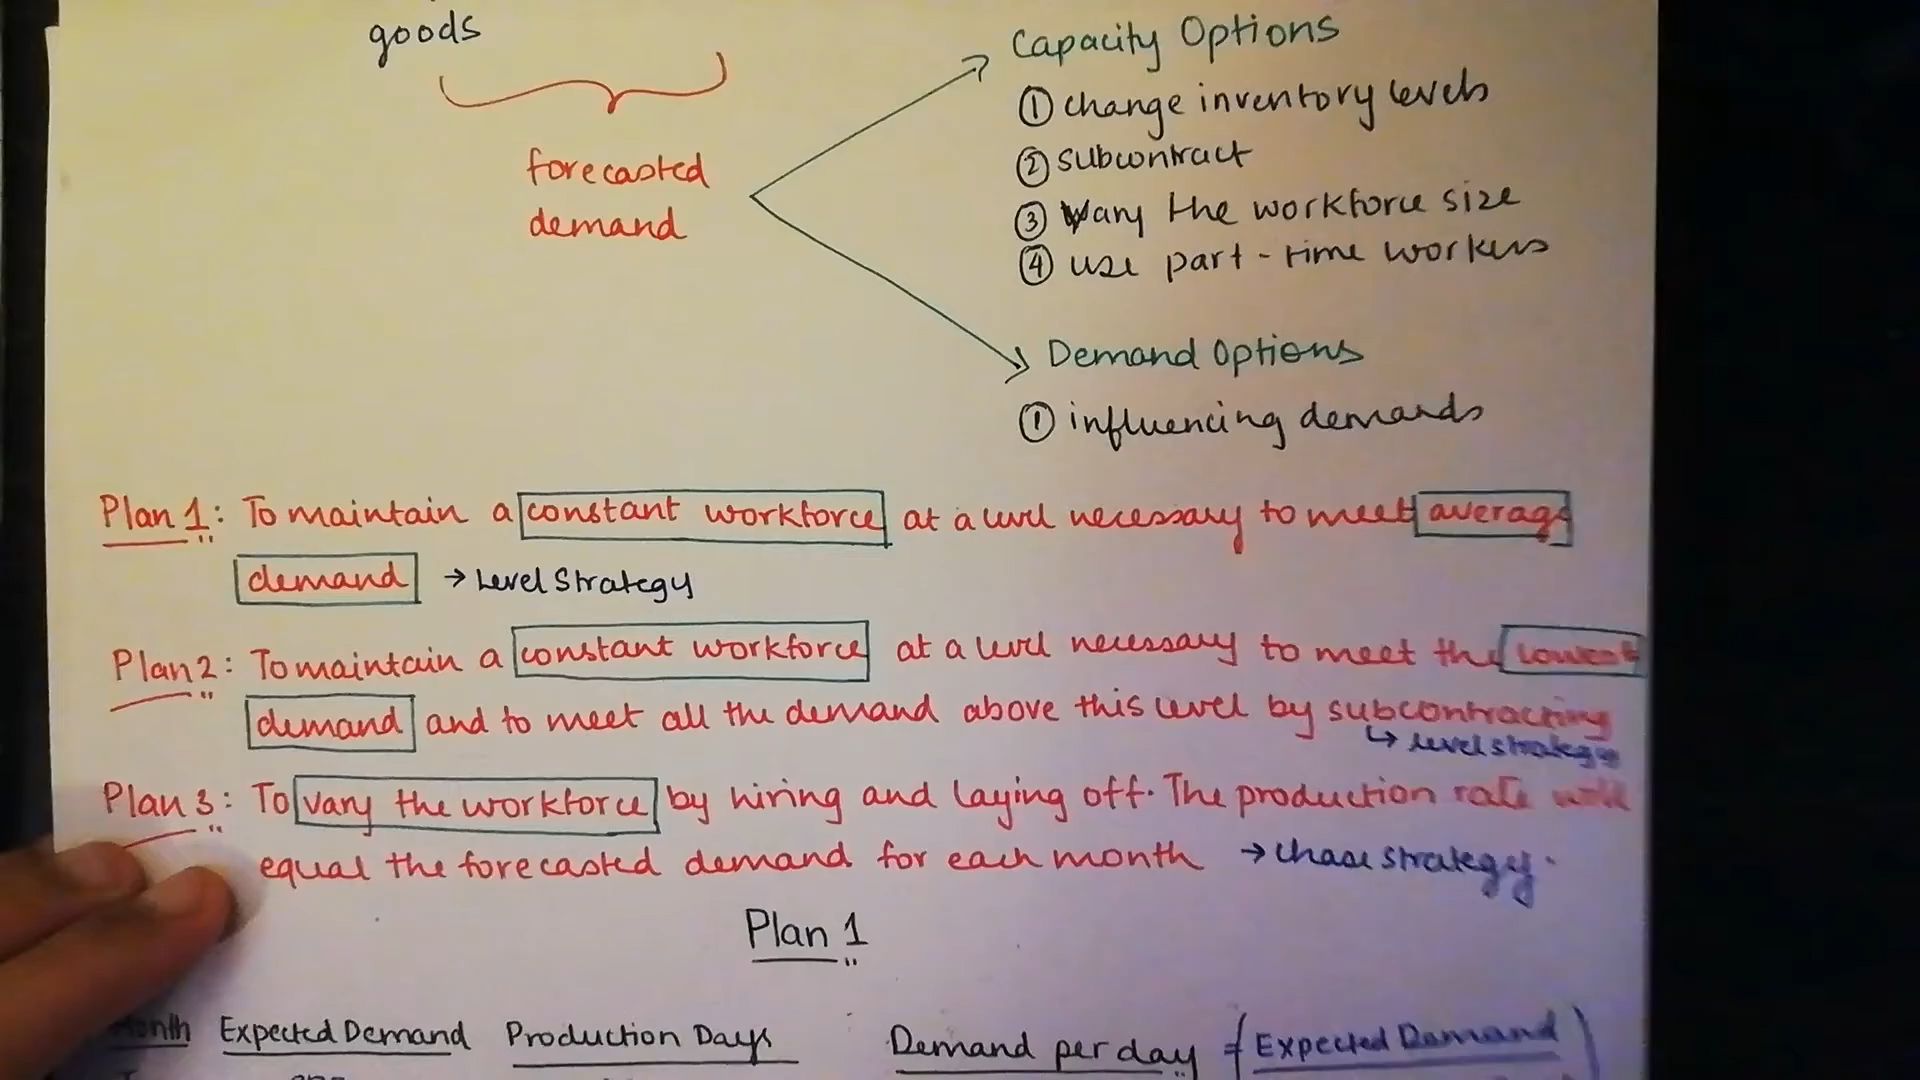 goods
forecasted
demand
Capacity Options
① change inventory levels
② subcontract
③ vary the workforce size
④ use part-time workers
Demand Options
① influencing demands
Plan 1: To maintain a constant workforce at a level necessary to meet average
demand → Level Strategy
Plan 2: To maintain a constant workforce at a level necessary to meet the lowest
demand and to meet all the demand above this level by subcontracting
↳ level strategy
Plan 3: To vary the workforce by hiring and laying off. The production rate will
equal the forecasted demand for each month → chase strategy.
Plan 1
Month Expected Demand Production Days Demand per day = (Expected Demand)